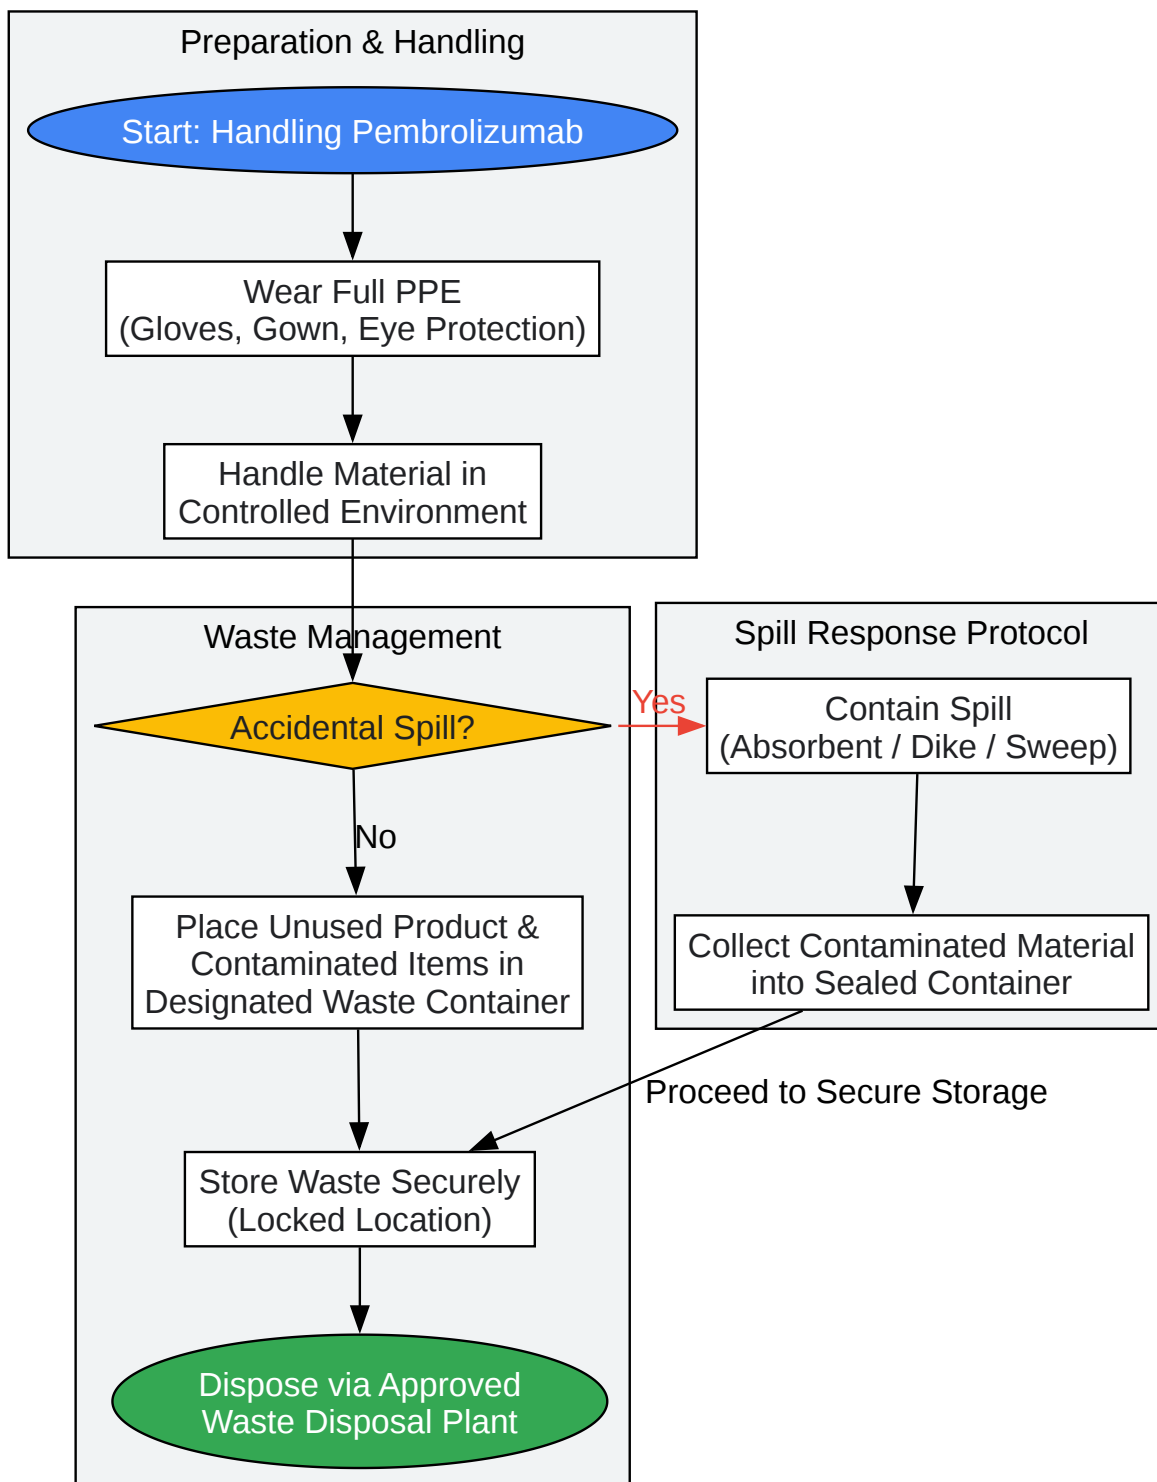 Preparation & Handling
Start: Handling Pembrolizumab
Wear Full PPE
(Gloves, Gown, Eye Protection)
Handle Material in
Controlled Environment
Waste Management
Accidental Spill?
Yes
No
Place Unused Product &
Contaminated Items in
Designated Waste Container
Spill Response Protocol
Contain Spill
(Absorbent / Dike / Sweep)
Collect Contaminated Material
into Sealed Container
Proceed to Secure Storage
Store Waste Securely
(Locked Location)
Dispose via Approved
Waste Disposal Plant